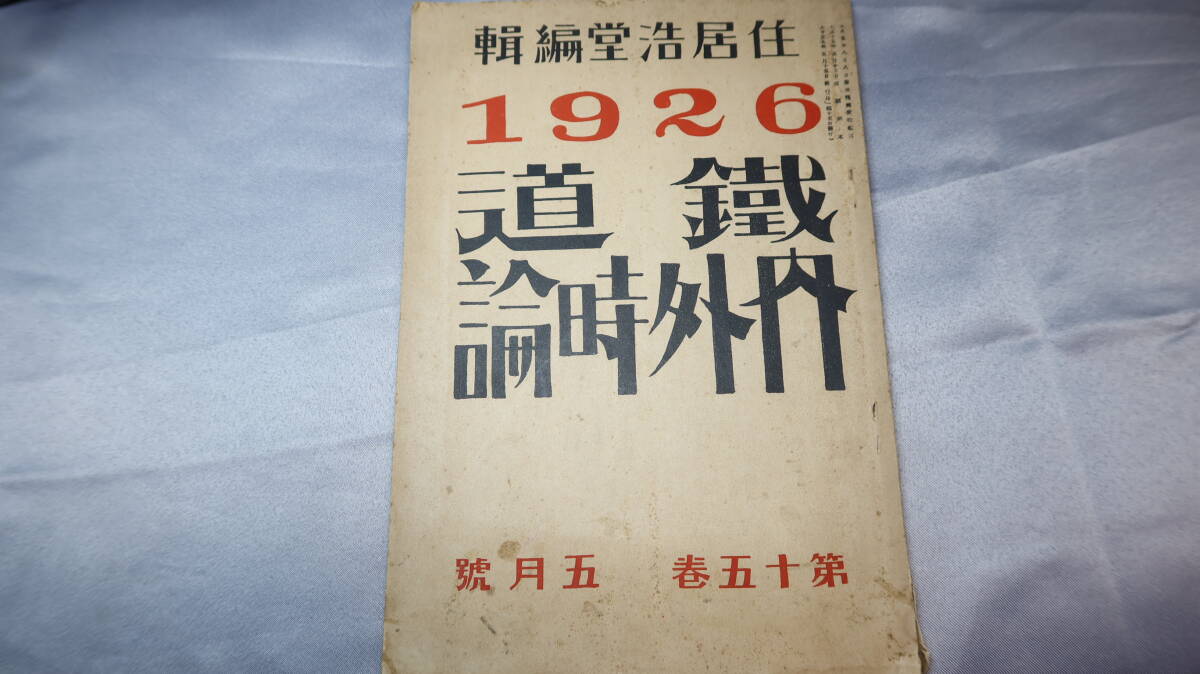 住居浩堂編輯
1926
鐵道
內外時論
第十五卷 五月號